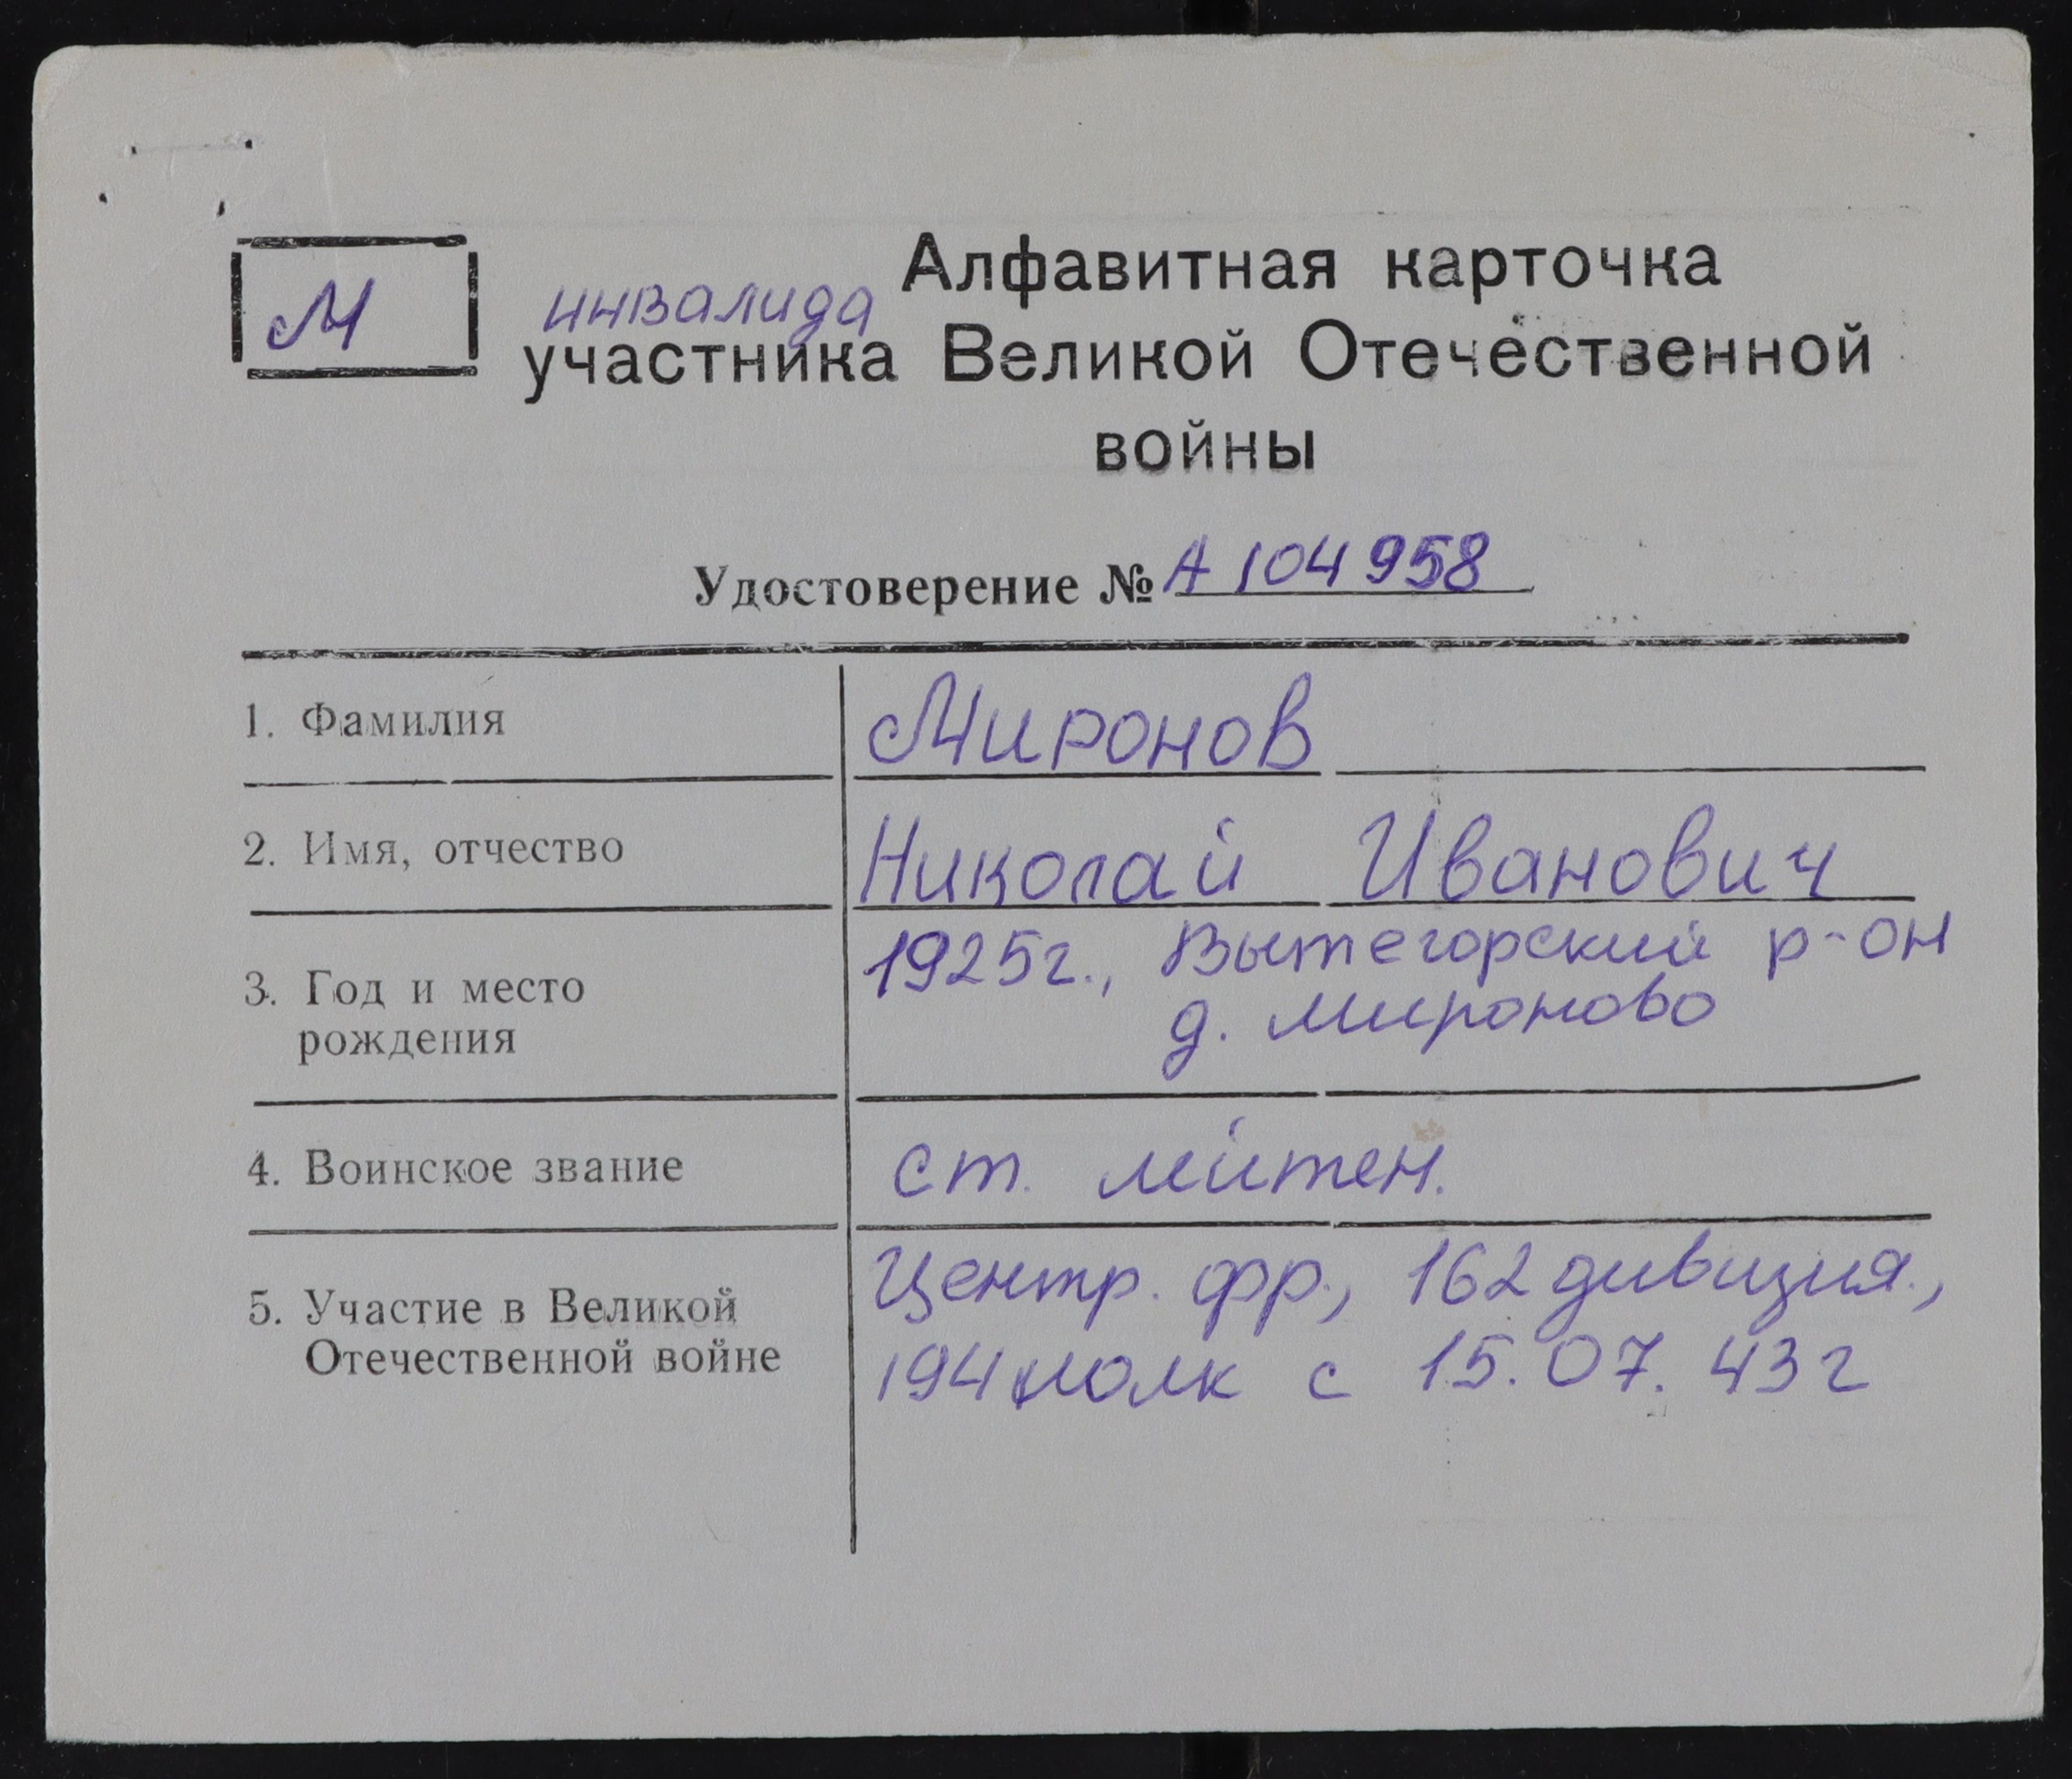 М
Алфавитная карточка
инвалида
участника Великой Отечественной
войны
Удостоверение № А 104958
1. Фамилия
Миронов
2. Имя, отчество
Николай Иванович
3. Год и место
рождения
1925г., Вытегорский р-он
д. Мироново
4. Воинское звание
ст. лейтен.
5. Участие в Великой
Отечественной войне
Центр. фр., 162 дивизия.,
194 полк с 15.07.43г